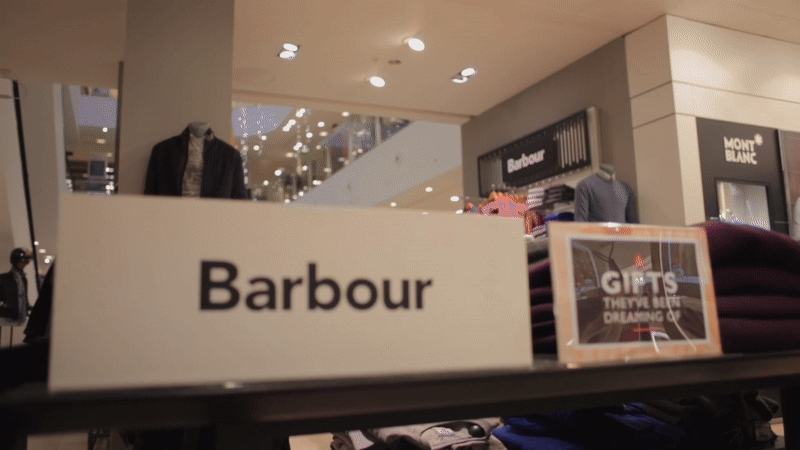 Barbour
MONT
BLANC
Barbour
GIFTS
THEY'VE BEEN
DREAMING OF